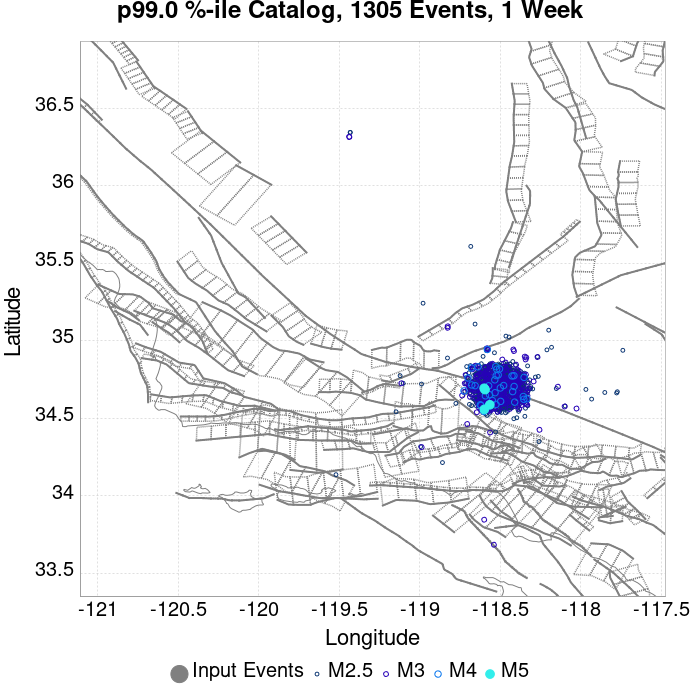 p99.0 %-ile Catalog, 1305 Events, 1 Week
36.5
36
35.5
35
34.5
34
33.5
Latitude
-121
-120.5
-120
-119.5
-119
-118.5
-118
-117.5
Longitude
Input Events
M2.5
M3
M4
M5